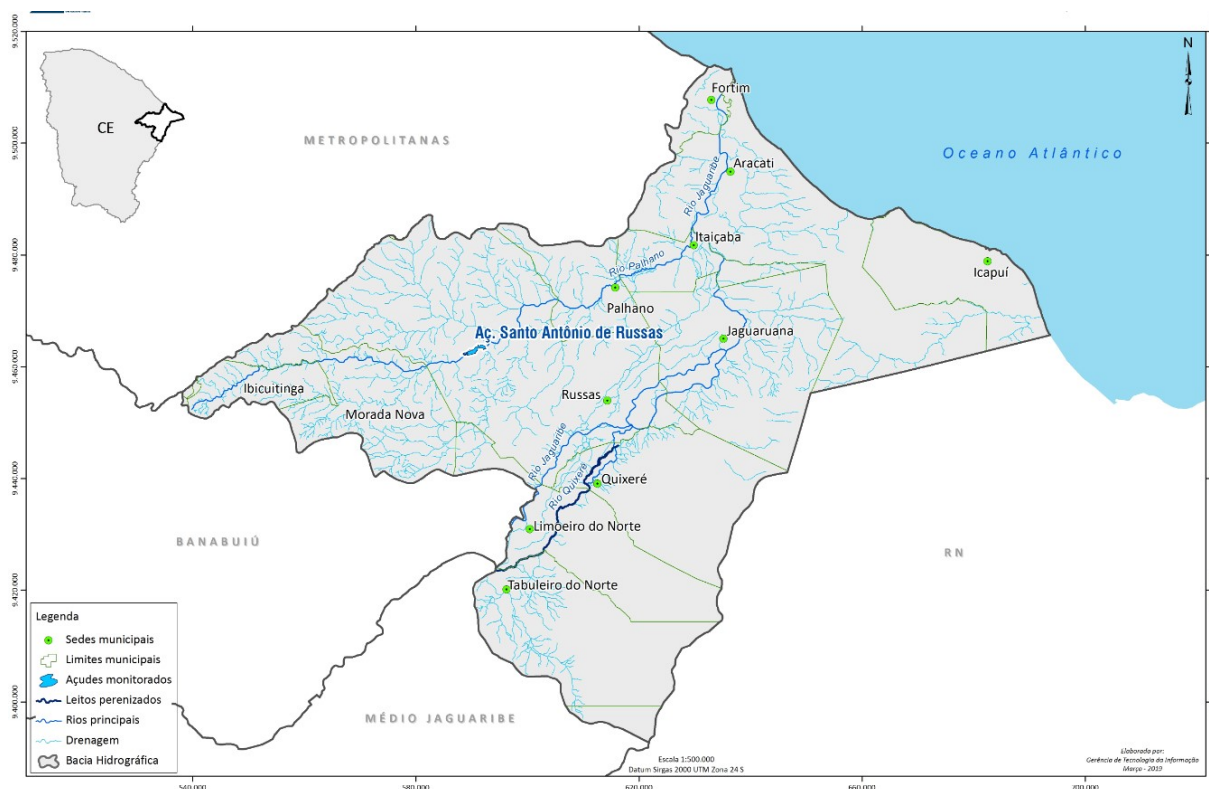 9.520.000
N
Fortim
CE
METROPOLITANAS
9.500.000
Oceano Atlântico
Aracati
Rio Jaguaribe
Itaiçaba
9.480.000
Rio Palhano
Icapuí
Palhano
Aç. Santo Antônio de Russas
Jaguaruana
9.460.000
Ibicuitinga
Russas
Morada Nova
Rio Jaguaribe
Rio Quixeré
9.440.000
Quixeré
Limoeiro do Norte
BANABUIÚ
RN
9.420.000
Tabuleiro do Norte
Legenda
Sedes municipais
Limites municipais
Açudes monitorados
Leitos perenizados
Rios principais
Drenagem
Bacia Hidrográfica
9.400.000
MÉDIO JAGUARIBE
Escala 1:500.000
Datum Sirgas 2000 UTM Zona 24 S
Elaborada por:
Gerência de Tecnologia da Informação
Março - 2019
540.000
580.000
620.000
660.000
700.000